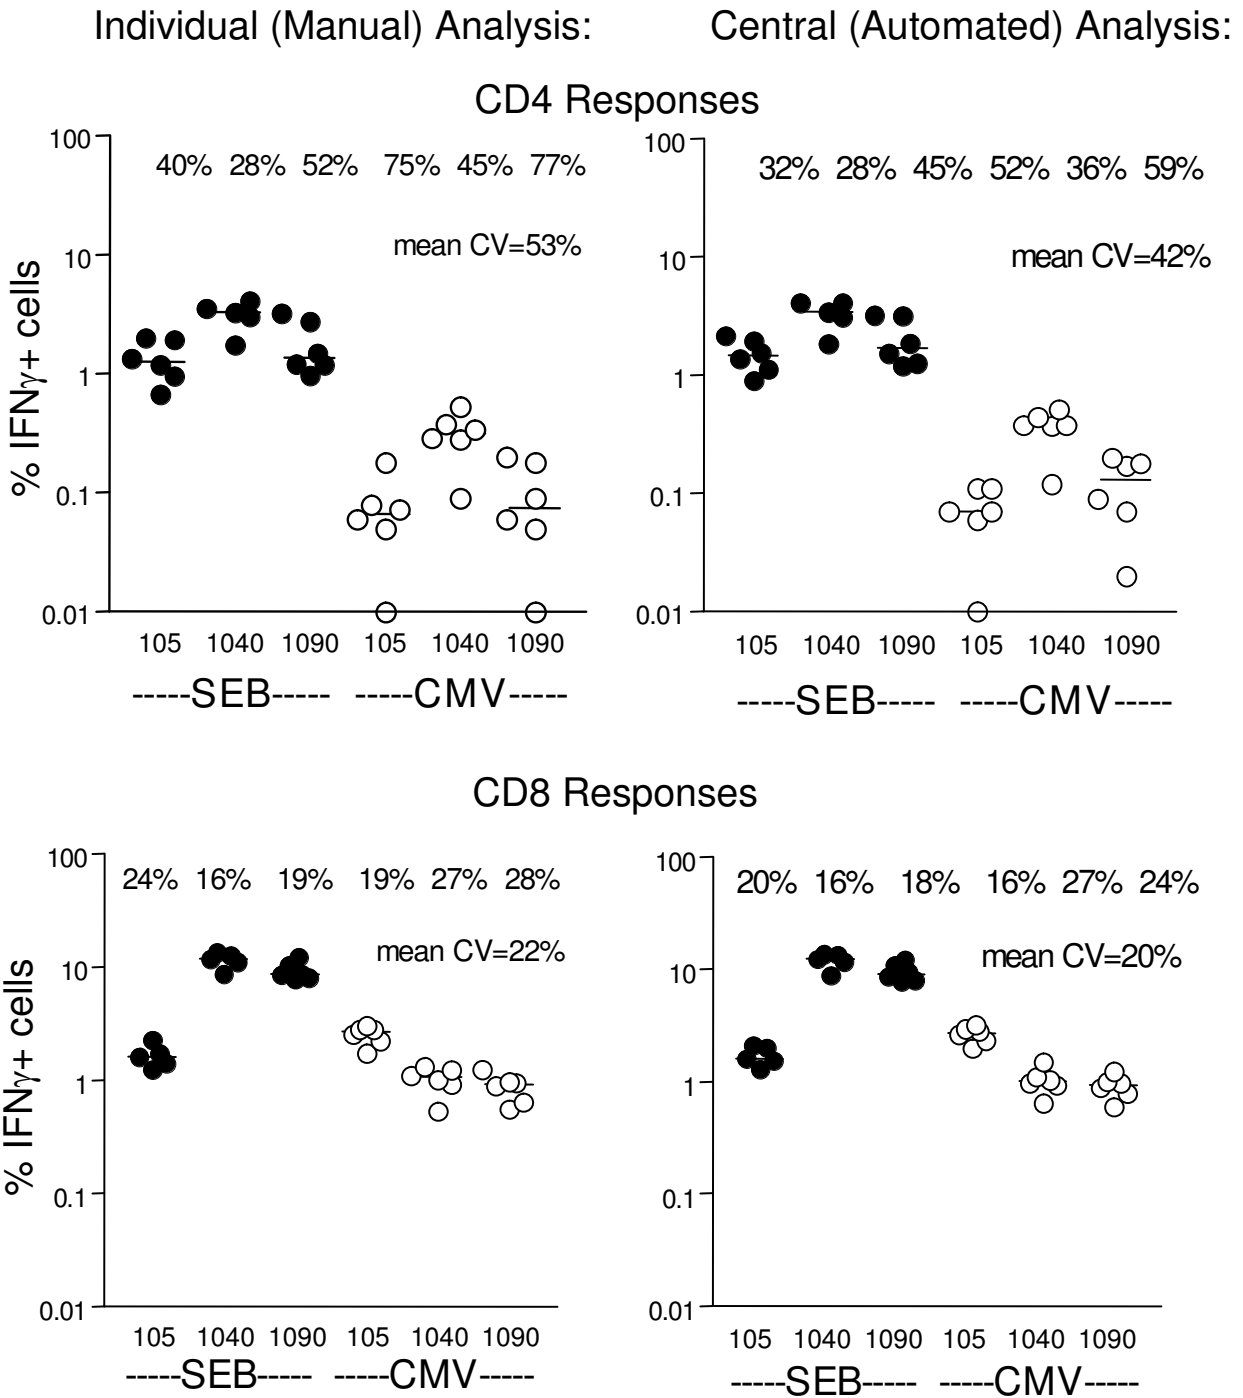 Individual (Manual) Analysis: Central (Automated) Analysis:
CD4 Responses
% IFNγ+ cells
100
10
1
0.1
0.01
40% 28% 52% 75% 45% 77%
mean CV=53%
105 1040 1090 105 1040 1090
-----SEB----- -----CMV-----
100
10
1
0.1
0.01
32% 28% 45% 52% 36% 59%
mean CV=42%
105 1040 1090 105 1040 1090
-----SEB----- -----CMV-----
CD8 Responses
% IFNγ+ cells
100
10
1
0.1
0.01
24% 16% 19% 19% 27% 28%
mean CV=22%
105 1040 1090 105 1040 1090
-----SEB----- -----CMV-----
100
10
1
0.1
0.01
20% 16% 18% 16% 27% 24%
mean CV=20%
105 1040 1090 105 1040 1090
-----SEB----- -----CMV-----